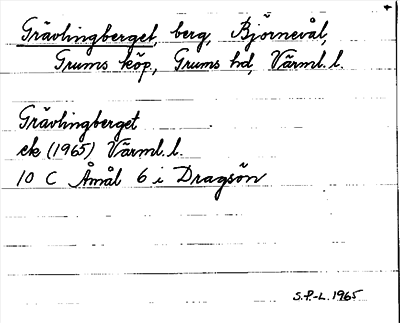 Grävlingberget, berg, Björnevål,
Grums köp., Grums hd, Värml. l.
Grävlingberget
ek (1965) Värml. l.
10 C Åmål 6 i Dragsön
S.P-L. 1965